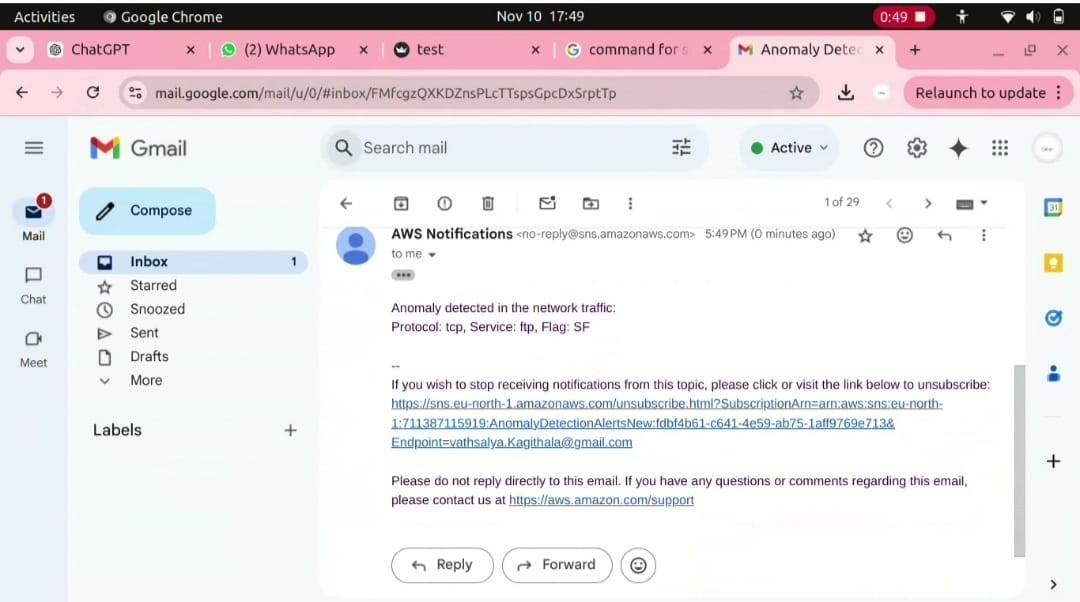 Activities Google Chrome Nov 10 17:49 0:49
ChatGPT (2) WhatsApp test command for s Anomaly Detec
mail.google.com/mail/u/0/#inbox/FMfcgzQXKDZnsPLcTTspsGpcDxSrptTp Relaunch to update
Gmail Search mail Active
1 Compose 1 of 29 31
Mail
AWS Notifications <no-reply@sns.amazonaws.com> 5:49 PM (0 minutes ago)
to me
Inbox 1
Starred
Snoozed
Sent
Drafts
More
Chat
Meet
Labels
Anomaly detected in the network traffic:
Protocol: tcp, Service: ftp, Flag: SF
--
If you wish to stop receiving notifications from this topic, please click or visit the link below to unsubscribe:
https://sns.eu-north-1.amazonaws.com/unsubscribe.html?SubscriptionArn=arn:aws:sns:eu-north-
1:711387115919:AnomalyDetectionAlertsNew:fdbf4b61-c641-4e59-ab75-1aff9769e713&
Endpoint=vathsalya.Kagithala@gmail.com
Please do not reply directly to this email. If you have any questions or comments regarding this email,
please contact us at https://aws.amazon.com/support
Reply Forward